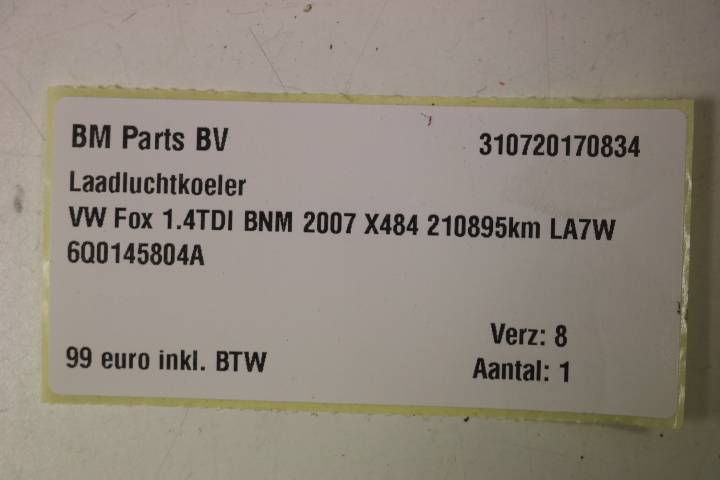 BM Parts BV 310720170834
Laadluchtkoeler
VW Fox 1.4TDI BNM 2007 X484 210895km LA7W
6Q0145804A
Verz: 8
99 euro inkl. BTW Aantal: 1